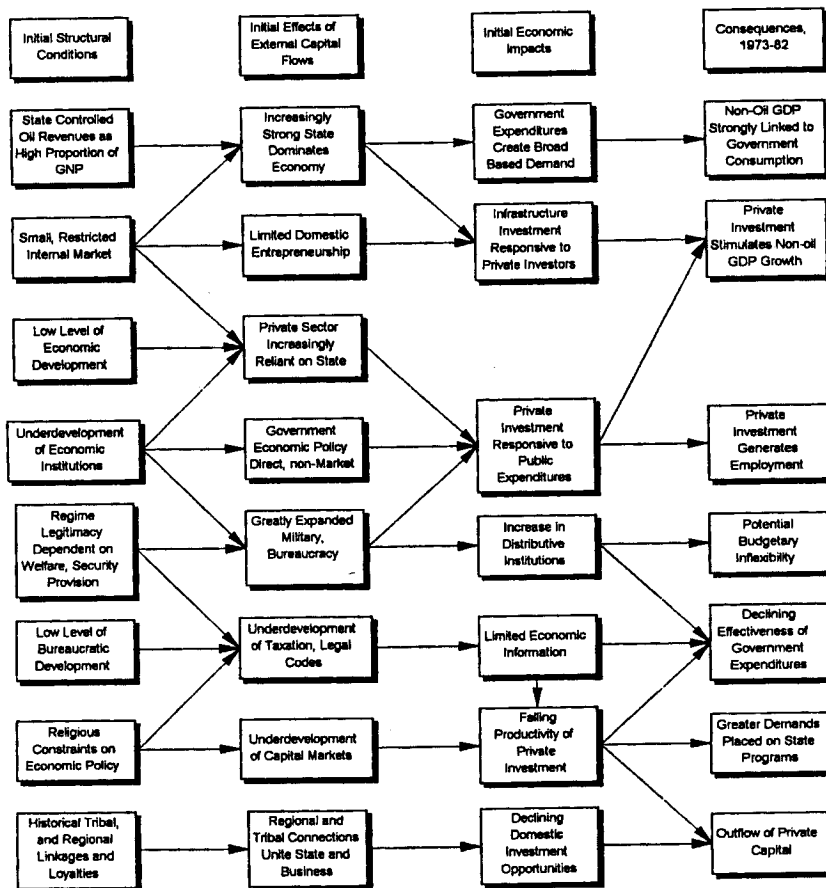 Initial Structural
Conditions
Initial Effects of
External Capital
Flows
Initial Economic
Impacts
Consequences,
1973-82
State Controlled
Oil Revenues as
High Proportion of
GNP
Increasingly
Strong State
Dominates
Economy
Government
Expenditures
Create Broad
Based Demand
Non-Oil GDP
Strongly Linked to
Government
Consumption
Small, Restricted
Internal Market
Limited Domestic
Entrepreneurship
Infrastructure
Investment
Responsive to
Private Investors
Private
Investment
Stimulates Non-oil
GDP Growth
Low Level of
Economic
Development
Private Sector
Increasingly
Reliant on State
Underdevelopment
of Economic
Institutions
Government
Economic Policy
Direct, non-Market
Private
Investment
Responsive to
Public
Expenditures
Private
Investment
Generates
Employment
Regime
Legitimacy
Dependent on
Welfare, Security
Provision
Greatly Expanded
Military,
Bureaucracy
Increase in
Distributive
Institutions
Potential
Budgetary
Inflexibility
Low Level of
Bureaucratic
Development
Underdevelopment
of Taxation, Legal
Codes
Limited Economic
Information
Declining
Effectiveness of
Government
Expenditures
Religious
Constraints on
Economic Policy
Underdevelopment
of Capital Markets
Falling
Productivity of
Private
Investment
Greater Demands
Placed on State
Programs
Historical Tribal,
and Regional
Linkages and
Loyalties
Regional and
Tribal Connections
Unite State and
Business
Declining
Domestic
Investment
Opportunities
Outflow of Private
Capital